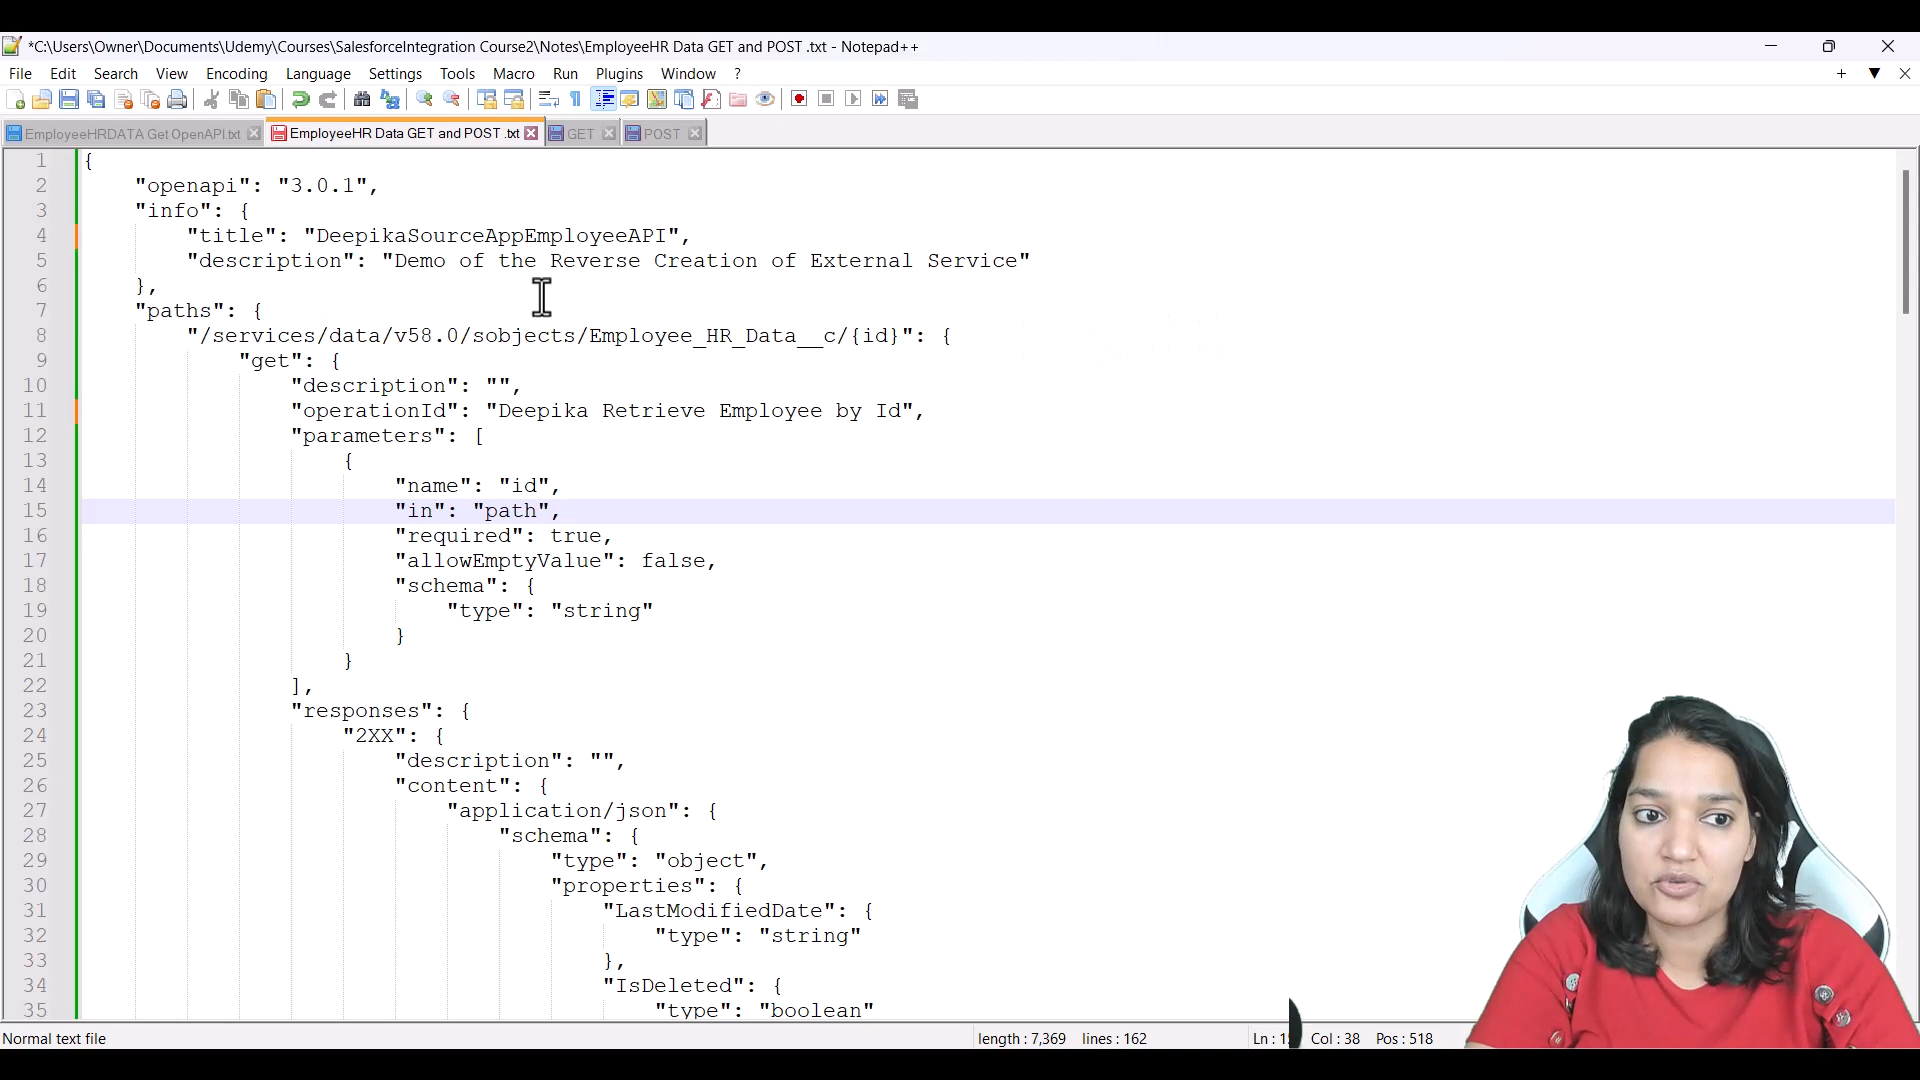 *C:\Users\Owner\Documents\Udemy\Courses\SalesforceIntegration Course2\Notes\EmployeeHR Data GET and POST .txt - Notepad++
File Edit Search View Encoding Language Settings Tools Macro Run Plugins Window ?
EmployeeHRDATA Get OpenAPI.txt EmployeeHR Data GET and POST .txt GET POST
1 {
2 "openapi": "3.0.1",
3 "info": {
4 "title": "DeepikaSourceAppEmployeeAPI",
5 "description": "Demo of the Reverse Creation of External Service"
6 },
7 "paths": {
8 "/services/data/v58.0/sobjects/Employee_HR_Data__c/{id}": {
9 "get": {
10 "description": "",
11 "operationId": "Deepika Retrieve Employee by Id",
12 "parameters": [
13 {
14 "name": "id",
15 "in": "path",
16 "required": true,
17 "allowEmptyValue": false,
18 "schema": {
19 "type": "string"
20 }
21 }
22 ],
23 "responses": {
24 "2XX": {
25 "description": "",
26 "content": {
27 "application/json": {
28 "schema": {
29 "type": "object",
30 "properties": {
31 "LastModifiedDate": {
32 "type": "string"
33 },
34 "IsDeleted": {
35 "type": "boolean"
Normal text file length : 7,369 lines : 162 Ln : Col : 38 Pos : 518